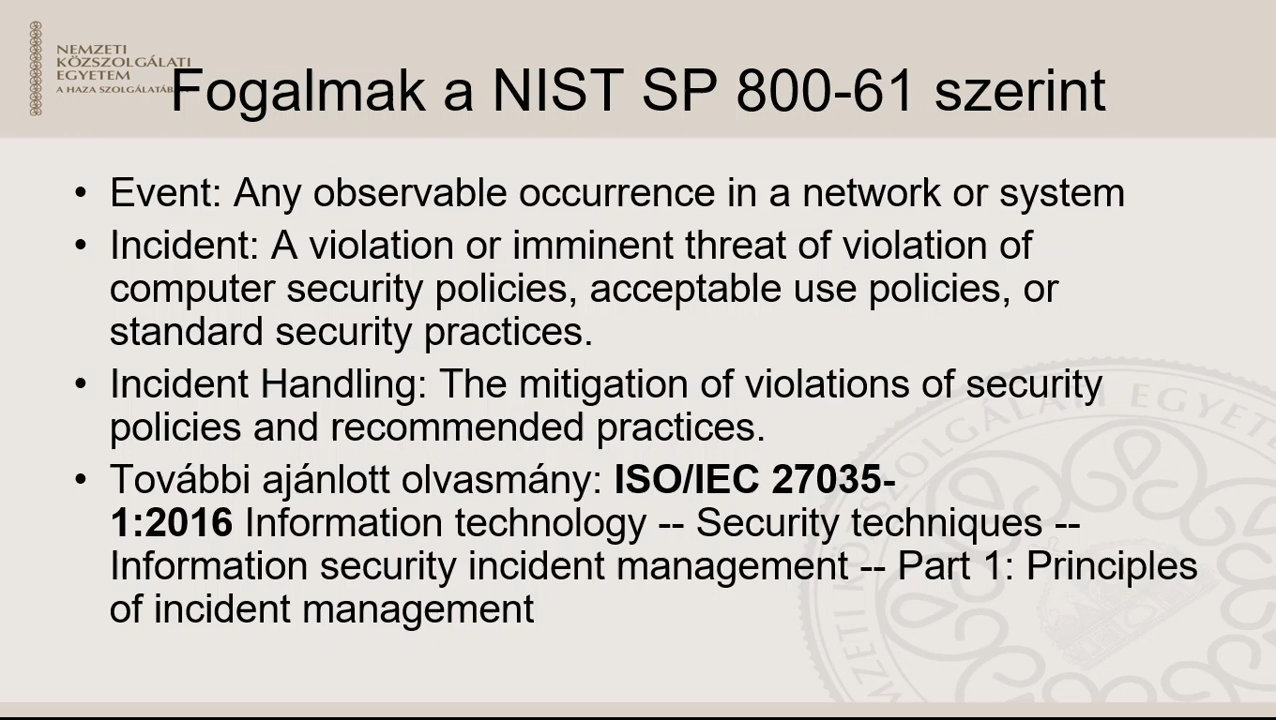 NEMZETI
KÖZSZOLGÁLATI
EGYETEM
A HAZA SZOLGÁLATÁBAN
Fogalmak a NIST SP 800-61 szerint
• Event: Any observable occurrence in a network or system
• Incident: A violation or imminent threat of violation of
computer security policies, acceptable use policies, or
standard security practices.
• Incident Handling: The mitigation of violations of security
policies and recommended practices.
• További ajánlott olvasmány: ISO/IEC 27035-
1:2016 Information technology -- Security techniques --
Information security incident management -- Part 1: Principles
of incident management